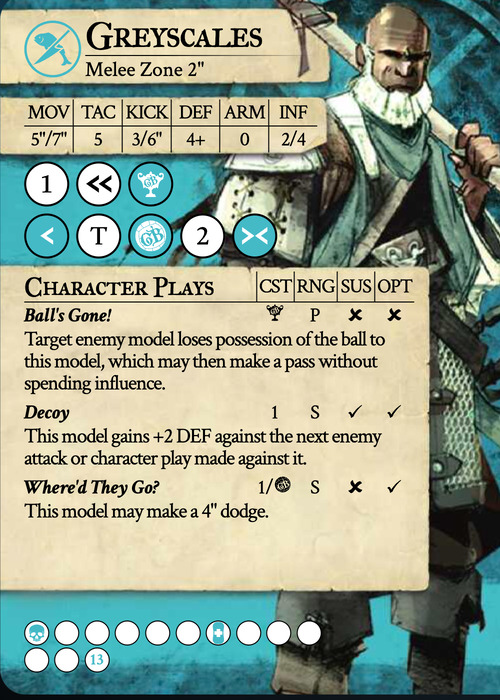 GREYSCALES
Melee Zone 2"
MOV TAC KICK DEF ARM INF
5"/7" 5 3/6" 4+ 0 2/4
1 << GB
< T GB 2 ><
CHARACTER PLAYS CST RNG SUS OPT
Ball's Gone! GB P ✘ ✘
Target enemy model loses possession of the ball to
this model, which may then make a pass without
spending influence.
Decoy 1 S ✓ ✓
This model gains +2 DEF against the next enemy
attack or character play made against it.
Where'd They Go? 1/GB S ✘ ✓
This model may make a 4" dodge.
13